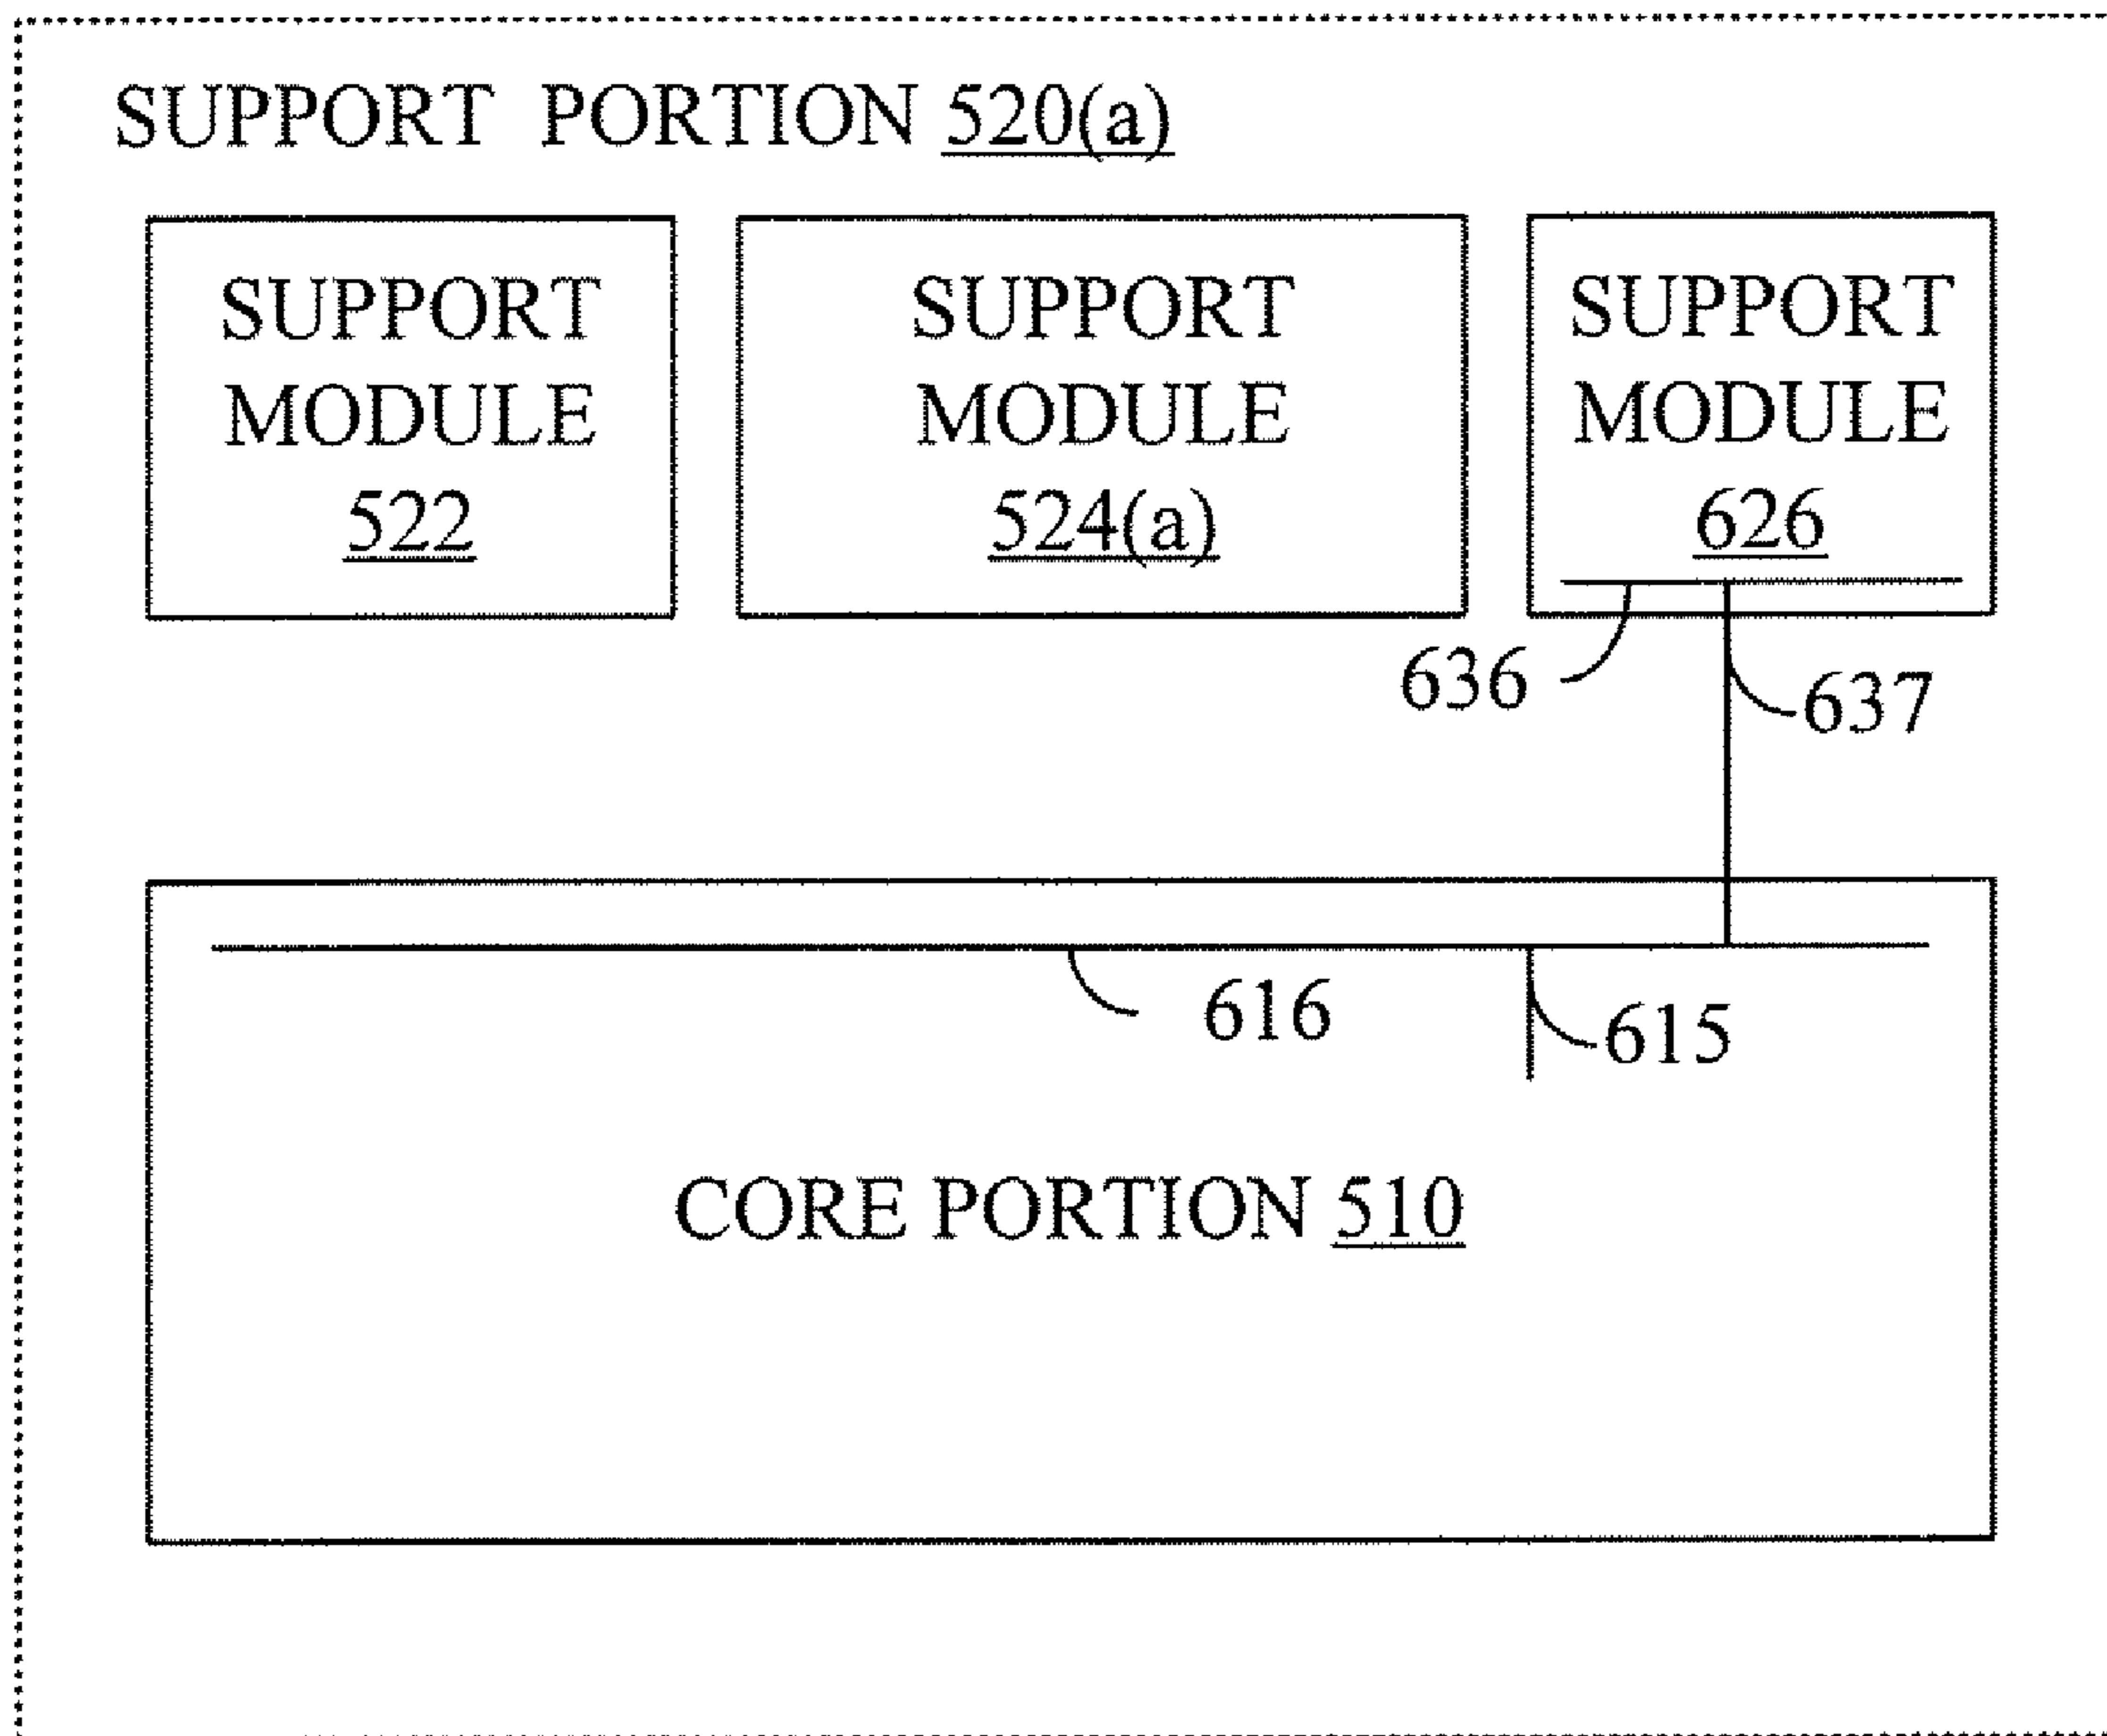 SUPPORT PORTION 520(a)
SUPPORT
MODULE
522
SUPPORT
MODULE
524(a)
SUPPORT
MODULE
626
636
637
616
615
CORE PORTION 510